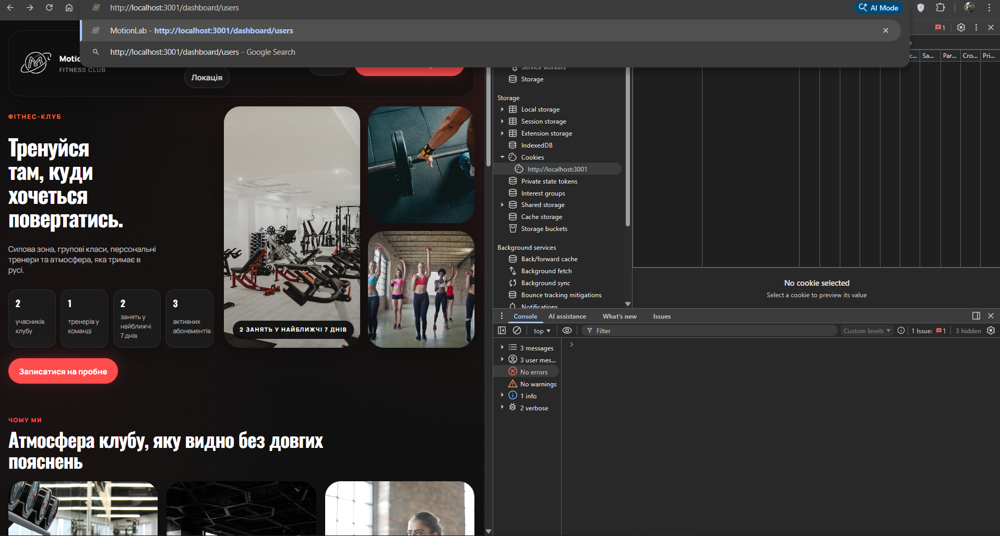 http://localhost:3001/dashboard/users
AI Mode
MotionLab - http://localhost:3001/dashboard/users
http://localhost:3001/dashboard/users - Google Search
FITNESS CLUB
Локація
ФІТНЕС-КЛУБ
Тренуйся
там, куди
хочеться
повертатись.
Силова зона, групові класи, персональні
тренери та атмосфера, яка тримає в
русі.
2
учасників
клубу
1
тренерів у
команді
2
занять у
найближчі
7 днів
3
активних
абонементів
2 ЗАНЯТЬ У НАЙБЛИЖЧІ 7 ДНІВ
Записатися на пробне
ЧОМУ МИ
Атмосфера клубу, яку видно без довгих
пояснень
1
Sa...
Par...
Cro...
Pri...
Service workers
Storage
Storage
Local storage
Session storage
Extension storage
IndexedDB
Cookies
http://localhost:3001
Private state tokens
Interest groups
Shared storage
Cache storage
Storage buckets
Background services
Back/forward cache
Background fetch
Background sync
Bounce tracking mitigations
Notifications
No cookie selected
Select a cookie to preview its value
Console
AI assistance
What's new
Issues
top
Filter
Custom levels
1 Issue: 1
3 hidden
3 messages
3 user mes...
No errors
No warnings
1 info
2 verbose